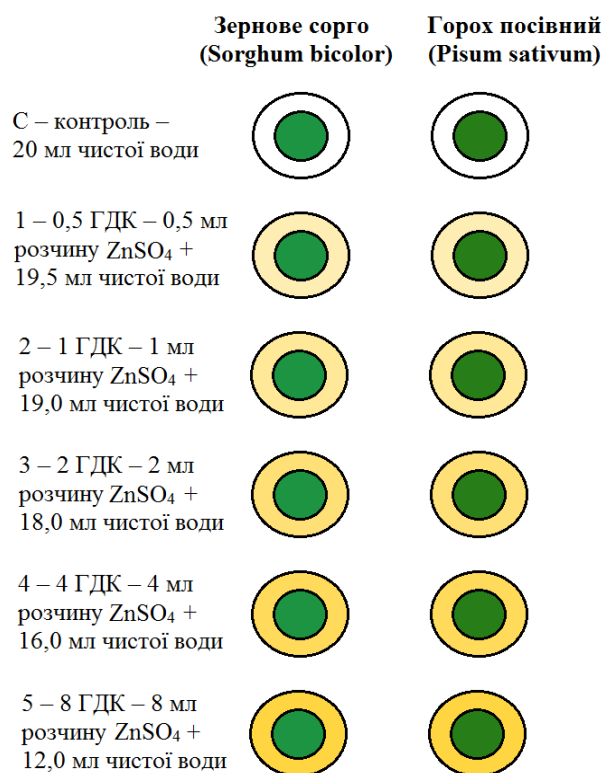 Зернове сорго
(Sorghum bicolor)
Горох посівний
(Pisum sativum)
С – контроль –
20 мл чистої води
1 – 0,5 ГДК – 0,5 мл
розчину ZnSO₄ +
19,5 мл чистої води
2 – 1 ГДК – 1 мл
розчину ZnSO₄ +
19,0 мл чистої води
3 – 2 ГДК – 2 мл
розчину ZnSO₄ +
18,0 мл чистої води
4 – 4 ГДК – 4 мл
розчину ZnSO₄ +
16,0 мл чистої води
5 – 8 ГДК – 8 мл
розчину ZnSO₄ +
12,0 мл чистої води